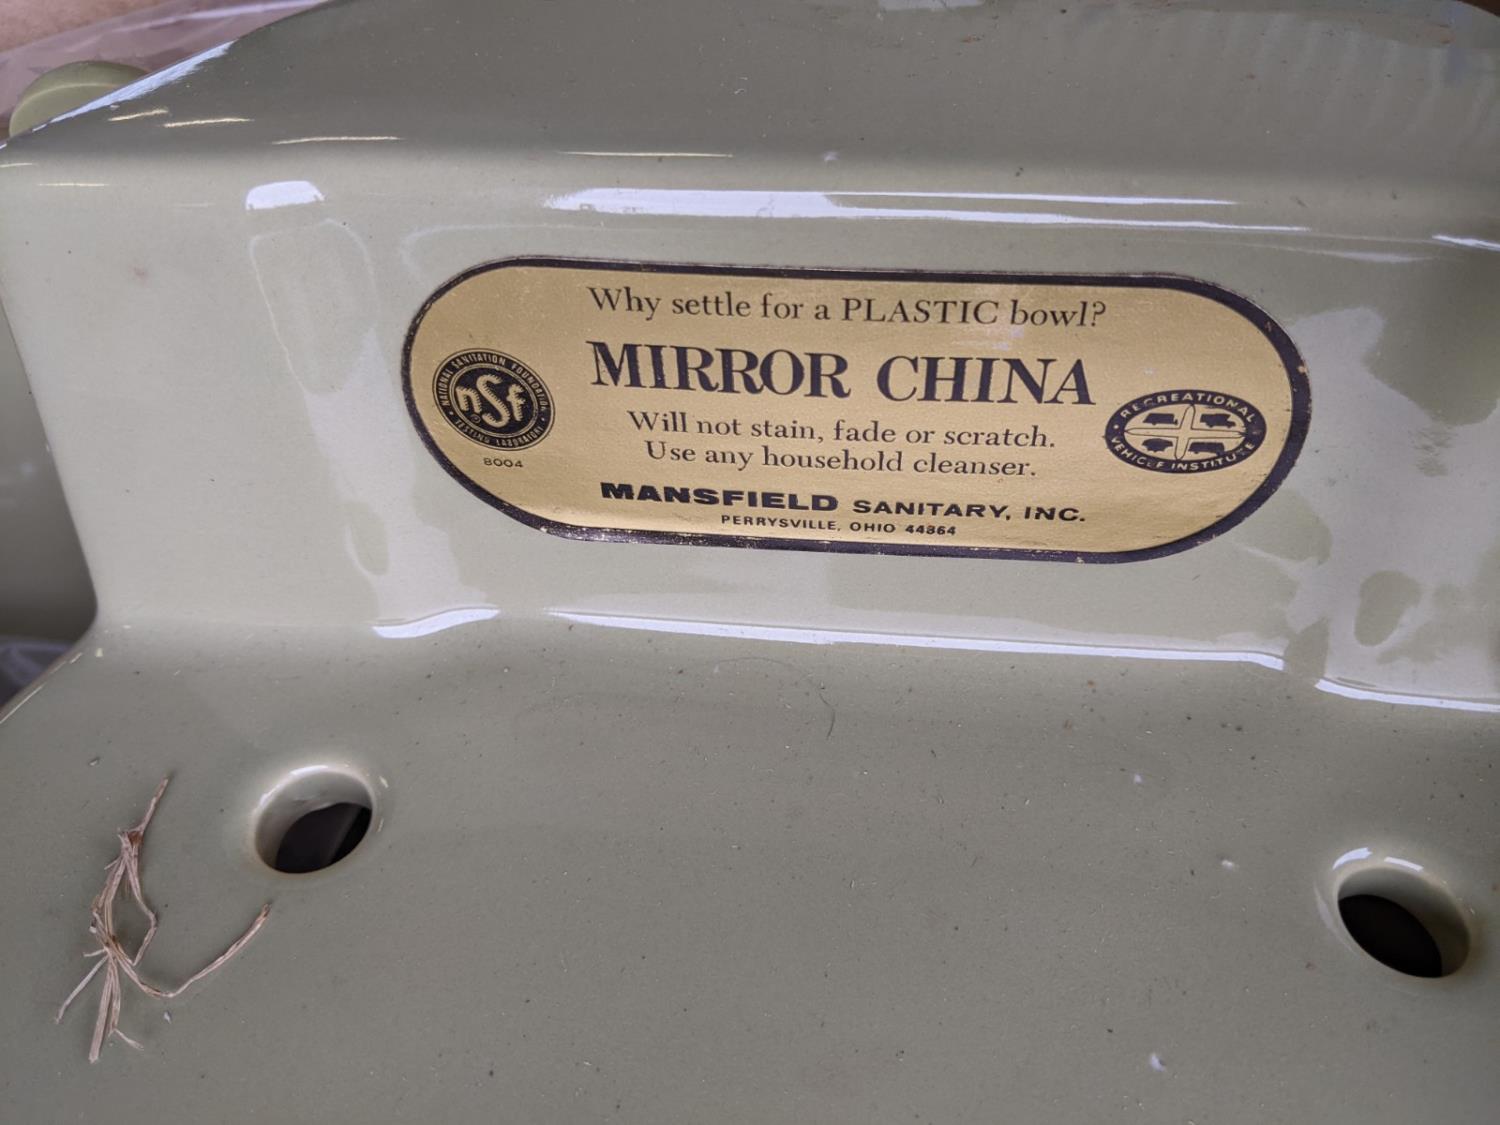 Why settle for a PLASTIC bowl?
MIRROR CHINA
Will not stain, fade or scratch.
Use any household cleanser.
MANSFIELD SANITARY, INC.
PERRYSVILLE, OHIO 44864
NATIONAL SANITATION FOUNDATION
nsf
®
TESTING LABORATORY
8004
RECREATIONAL
VEHICLE INSTITUTE